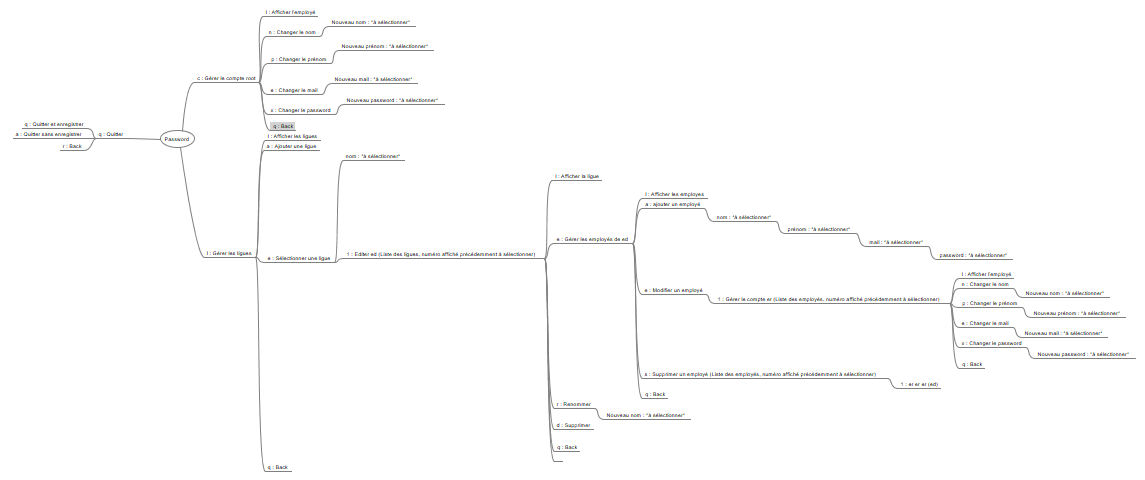 Password
q : Quitter
q : Quitter et enregistrer
a : Quitter sans enregistrer
r : Back
c : Gérer le compte root
l : Afficher l'employé
n : Changer le nom
Nouveau nom : "à sélectionner"
p : Changer le prénom
Nouveau prénom : "à sélectionner"
e : Changer le mail
Nouveau mail : "à sélectionner"
x : Changer le password
Nouveau password : "à sélectionner"
q : Back
l : Gérer les ligues
l : Afficher les ligues
a : Ajouter une ligue
nom : "à sélectionner"
e : Sélectionner une ligue
1 : Editer ed (Liste des ligues, numéro affiché précédemment à sélectionner)
l : Afficher la ligue
e : Gérer les employés de ed
l : Afficher les employes
a : ajouter un employé
nom : "à sélectionner"
prénom : "à sélectionner"
mail : "à sélectionner"
password : "à sélectionner"
e : Modifier un employé
1 : Gérer le compte er (Liste des employés, numéro affiché précédemment à sélectionner)
l : Afficher l'employé
n : Changer le nom
Nouveau nom : "à sélectionner"
p : Changer le prénom
Nouveau prénom : "à sélectionner"
e : Changer le mail
Nouveau mail : "à sélectionner"
x : Changer le password
Nouveau password : "à sélectionner"
q : Back
s : Supprimer un employé (Liste des employés, numéro affiché précédemment à sélectionner)
1 : er er er (ed)
q : Back
r : Renommer
Nouveau nom : "à sélectionner"
d : Supprimer
q : Back
q : Back